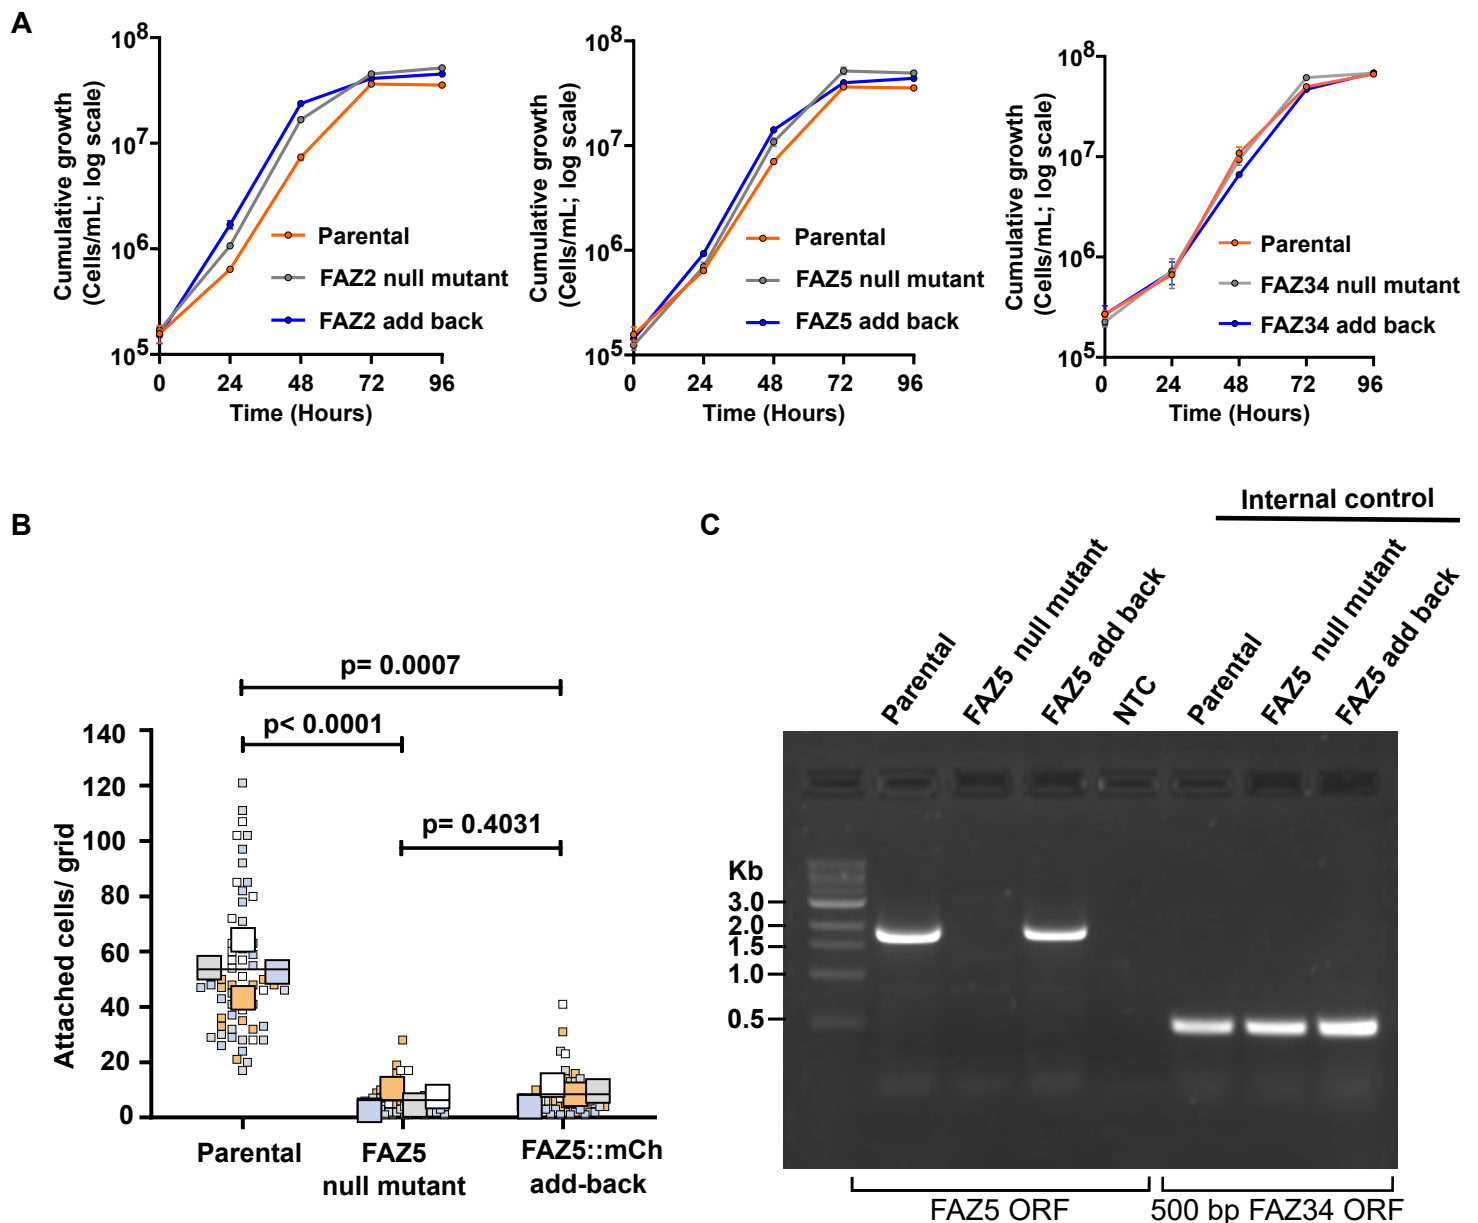 A
Cumulative growth
(Cells/mL; log scale)
10^8
10^7
10^6
10^5
Parental
FAZ2 null mutant
FAZ2 add back
0 24 48 72 96
Time (Hours)
Cumulative growth
(Cells/mL; log scale)
10^8
10^7
10^6
10^5
Parental
FAZ5 null mutant
FAZ5 add back
0 24 48 72 96
Time (Hours)
Cumulative growth
(Cells/mL; log scale)
10^8
10^7
10^6
10^5
Parental
FAZ34 null mutant
FAZ34 add back
0 24 48 72 96
Time (Hours)
B
p= 0.0007
p< 0.0001
p= 0.4031
Attached cells/ grid
140
120
100
80
60
40
20
0
Parental
FAZ5
null mutant
FAZ5::mCh
add-back
C
Internal control
Parental
FAZ5 null mutant
FAZ5 add back
NTC
Parental
FAZ5 null mutant
FAZ5 add back
Kb
3.0
2.0
1.5
1.0
0.5
FAZ5 ORF
500 bp FAZ34 ORF